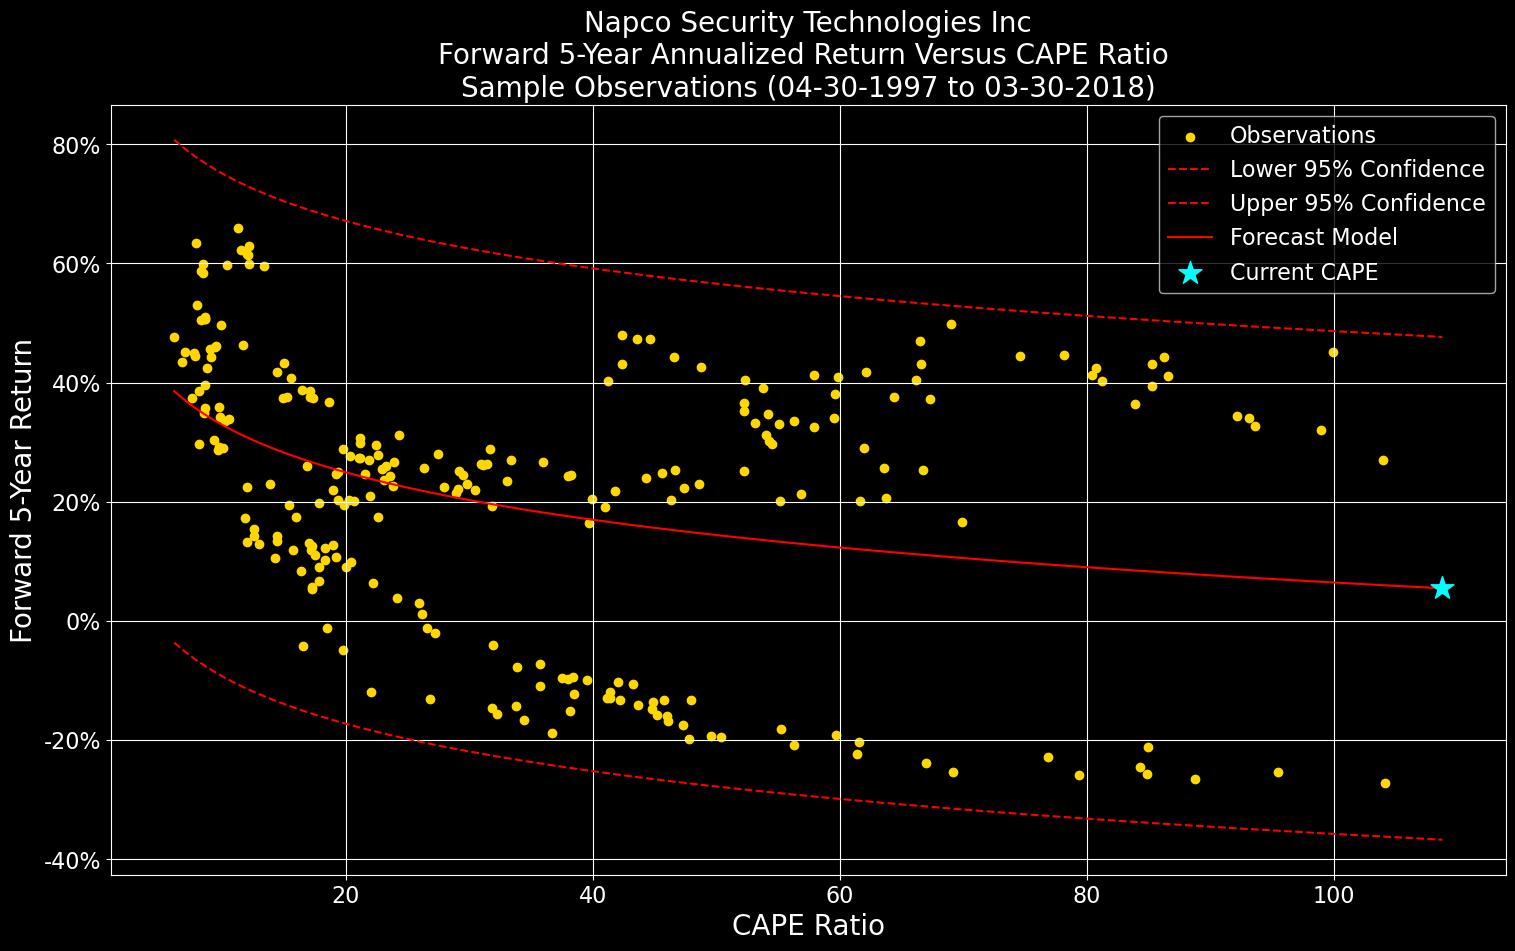 Napco Security Technologies Inc
Forward 5-Year Annualized Return Versus CAPE Ratio
Sample Observations (04-30-1997 to 03-30-2018)
Observations
Lower 95% Confidence
Upper 95% Confidence
Forecast Model
Current CAPE
Forward 5-Year Return
80%
60%
40%
20%
0%
-20%
-40%
20 40 60 80 100
CAPE Ratio